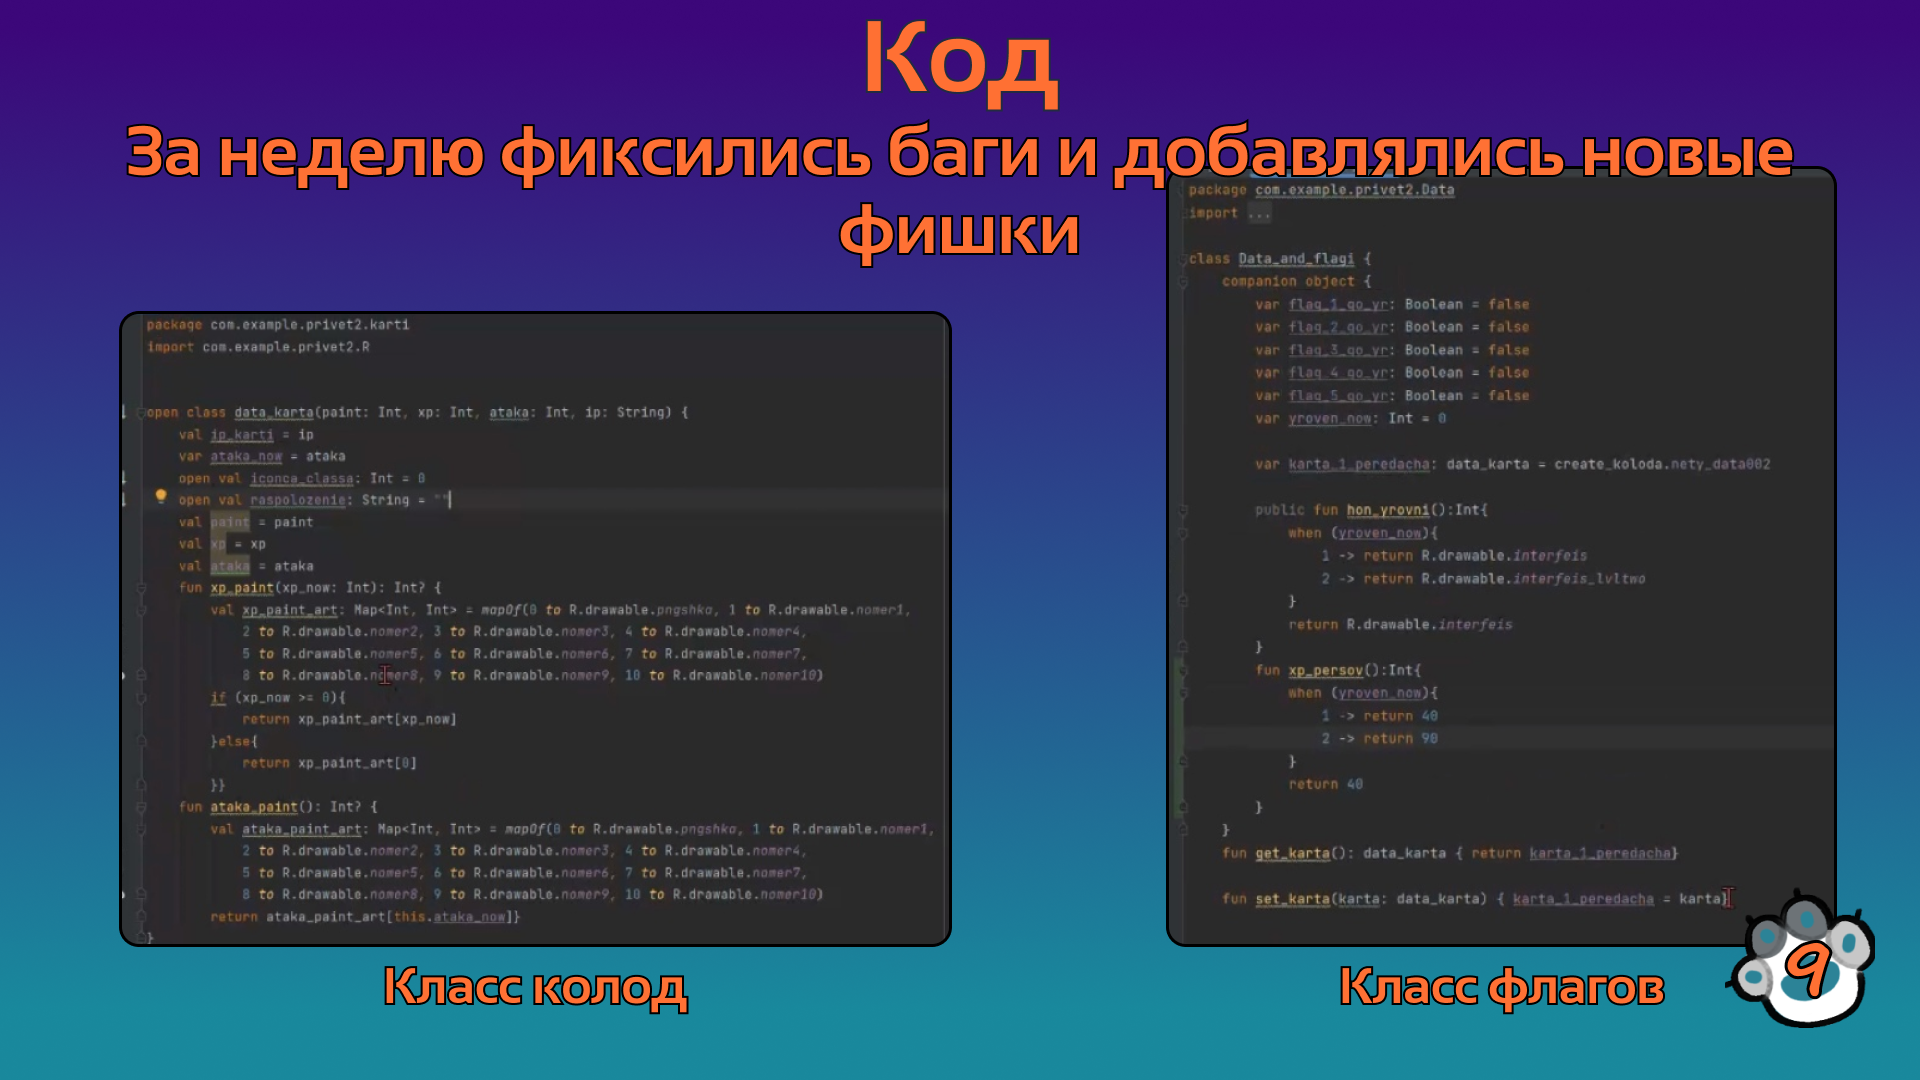 Код
За неделю фиксились баги и добавлялись новые
фишки
package com.example.privet2.karti
import com.example.privet2.R
open class data_karta(paint: Int, xp: Int, ataka: Int, ip: String) {
val ip_karti = ip
var ataka_now = ataka
open val iconca_classa: Int = 0
open val raspolozenie: String = ""
val paint = paint
val xp = xp
val ataka = ataka
fun xp_paint(xp_now: Int): Int? {
val xp_paint_art: Map<Int, Int> = mapOf(0 to R.drawable.pngshka, 1 to R.drawable.nomer1,
2 to R.drawable.nomer2, 3 to R.drawable.nomer3, 4 to R.drawable.nomer4,
5 to R.drawable.nomer5, 6 to R.drawable.nomer6, 7 to R.drawable.nomer7,
8 to R.drawable.nomer8, 9 to R.drawable.nomer9, 10 to R.drawable.nomer10)
if (xp_now >= 0){
return xp_paint_art[xp_now]
}else{
return xp_paint_art[0]
}}
fun ataka_paint(): Int? {
val ataka_paint_art: Map<Int, Int> = mapOf(0 to R.drawable.pngshka, 1 to R.drawable.nomer1,
2 to R.drawable.nomer2, 3 to R.drawable.nomer3, 4 to R.drawable.nomer4,
5 to R.drawable.nomer5, 6 to R.drawable.nomer6, 7 to R.drawable.nomer7,
8 to R.drawable.nomer8, 9 to R.drawable.nomer9, 10 to R.drawable.nomer10)
return ataka_paint_art[this.ataka_now]}
}
Класс колод
package com.example.privet2.Data
import ...
class Data_and_flagi {
companion object {
var flag_1_go_yr: Boolean = false
var flag_2_go_yr: Boolean = false
var flag_3_go_yr: Boolean = false
var flag_4_go_yr: Boolean = false
var flag_5_go_yr: Boolean = false
var yroven_now: Int = 0
var karta_1_peredacha: data_karta = create_koloda.nety_data002
public fun hon_yrovni():Int{
when (yroven_now){
1 -> return R.drawable.interfeis
2 -> return R.drawable.interfeis_lvltwo
}
return R.drawable.interfeis
}
fun xp_persov():Int{
when (yroven_now){
1 -> return 40
2 -> return 90
}
return 40
}
}
fun get_karta(): data_karta { return karta_1_peredacha}
fun set_karta(karta: data_karta) { karta_1_peredacha = karta}
Класс флагов
9